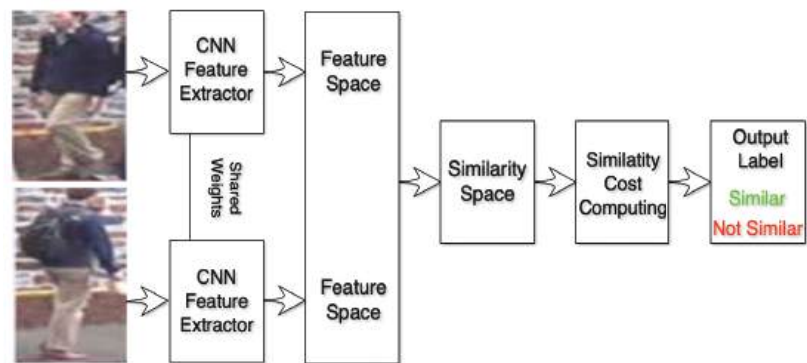 CNN
Feature
Extractor
Feature
Space
Shared
Weights
CNN
Feature
Extractor
Feature
Space
Similarity
Space
Similatity
Cost
Computing
Output
Label
Similar
Not Similar